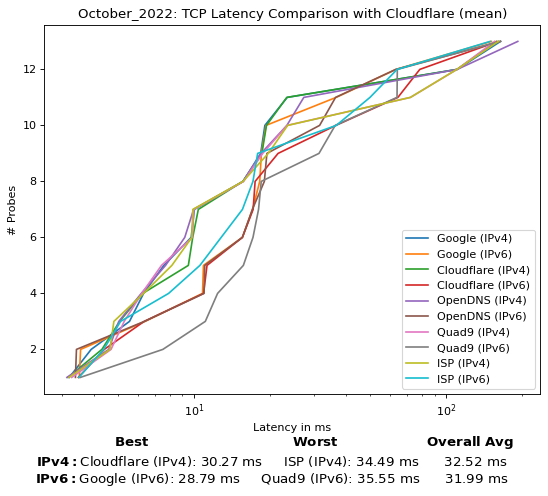 October_2022: TCP Latency Comparison with Cloudflare (mean)
# Probes
12
10
8
6
4
2
Google (IPv4)
Google (IPv6)
Cloudflare (IPv4)
Cloudflare (IPv6)
OpenDNS (IPv4)
OpenDNS (IPv6)
Quad9 (IPv4)
Quad9 (IPv6)
ISP (IPv4)
ISP (IPv6)
10¹ 10²
Latency in ms
Best Worst Overall Avg
IPv4: Cloudflare (IPv4): 30.27 ms ISP (IPv4): 34.49 ms 32.52 ms
IPv6: Google (IPv6): 28.79 ms Quad9 (IPv6): 35.55 ms 31.99 ms